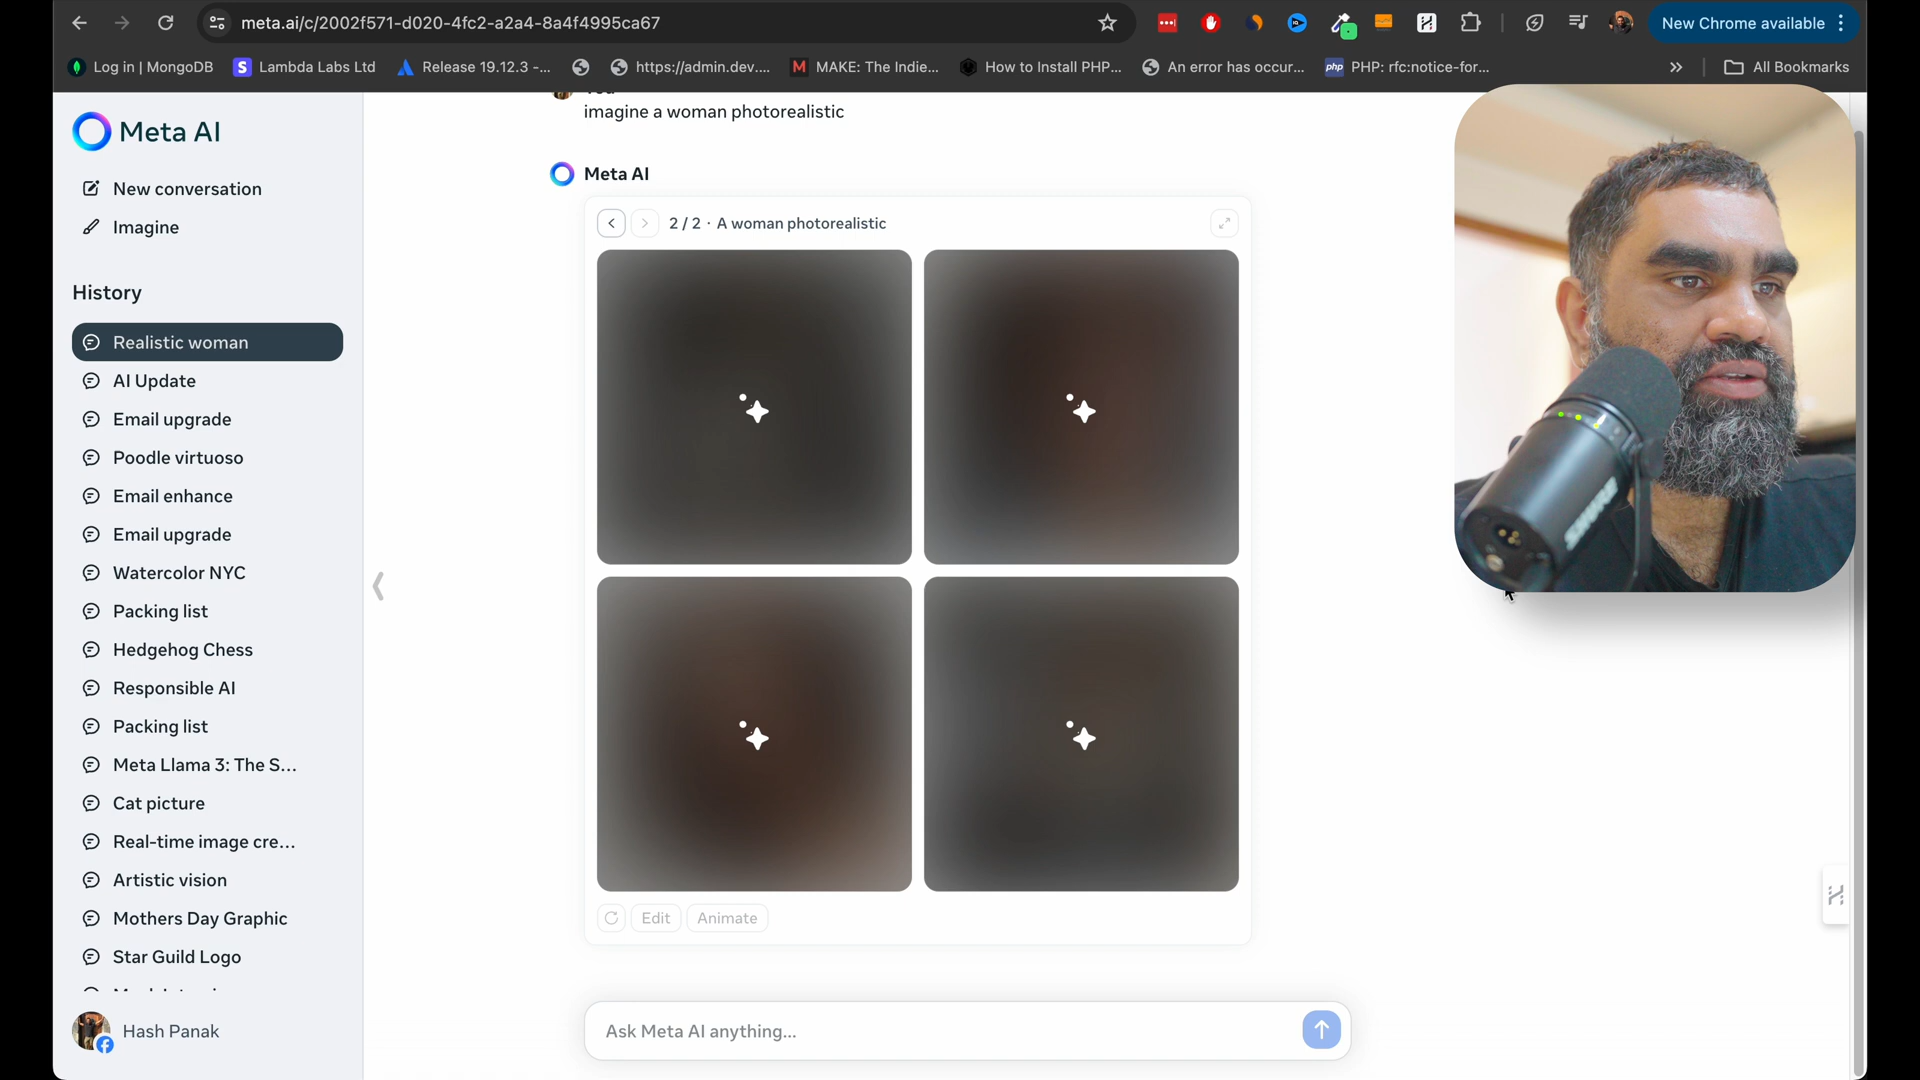 meta.ai/c/2002f571-d020-4fc2-a2a4-8a4f4995ca67
New Chrome available
Log in | MongoDB
Lambda Labs Ltd
Release 19.12.3 -...
https://admin.dev....
MAKE: The Indie...
How to Install PHP...
An error has occur...
php PHP: rfc:notice-for...
All Bookmarks
Meta AI
New conversation
Imagine
History
Realistic woman
AI Update
Email upgrade
Poodle virtuoso
Email enhance
Email upgrade
Watercolor NYC
Packing list
Hedgehog Chess
Responsible AI
Packing list
Meta Llama 3: The S...
Cat picture
Real-time image cre...
Artistic vision
Mothers Day Graphic
Star Guild Logo
Hash Panak
imagine a woman photorealistic
Meta AI
2 / 2 · A woman photorealistic
Edit
Animate
Ask Meta AI anything...
SHURE